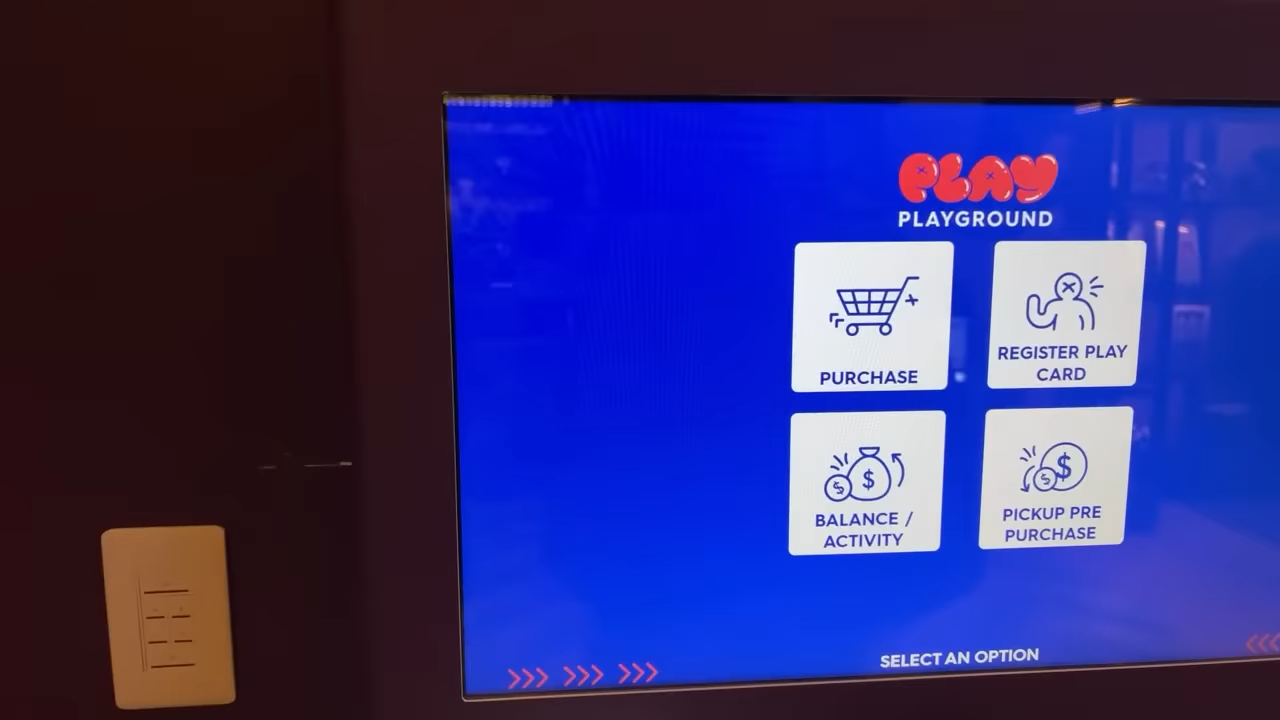 PLAY
PLAYGROUND
PURCHASE
REGISTER PLAY
CARD
BALANCE /
ACTIVITY
PICKUP PRE
PURCHASE
SELECT AN OPTION